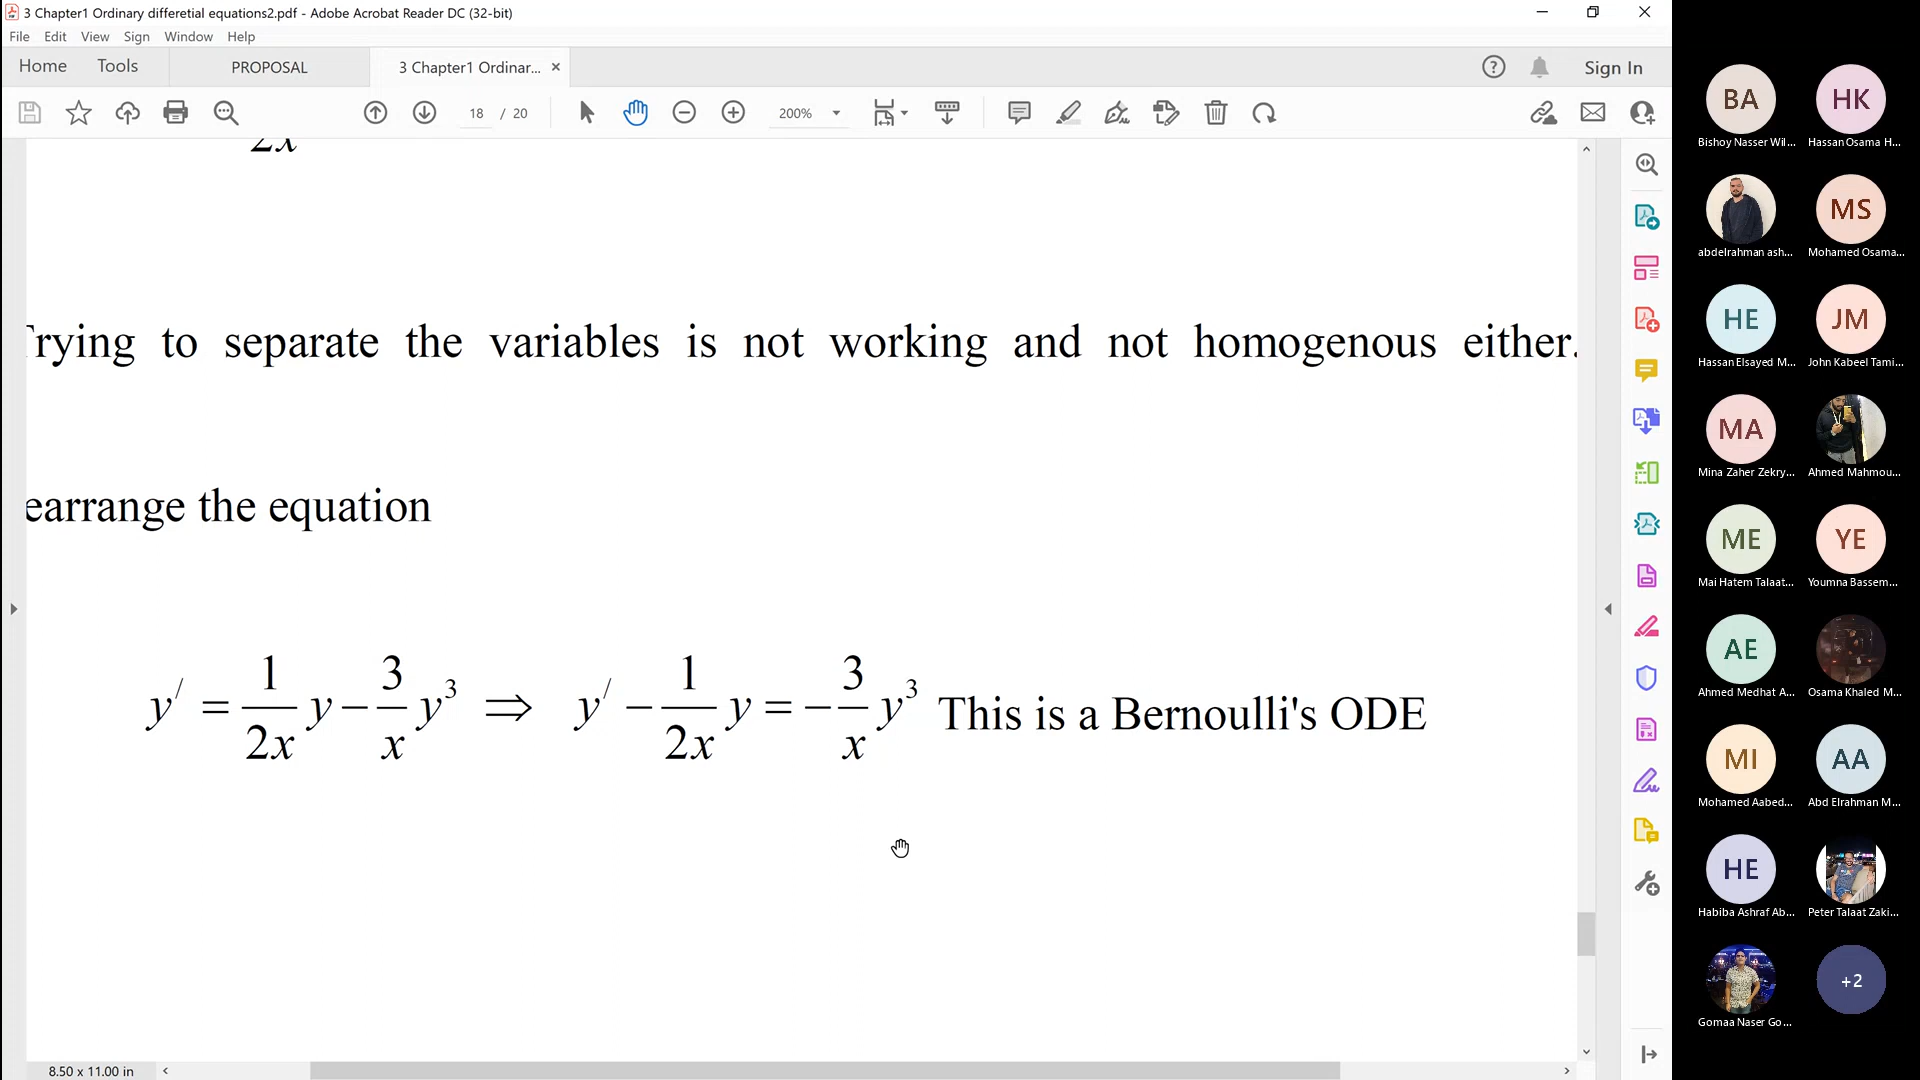 3 Chapter1 Ordinary differetial equations2.pdf - Adobe Acrobat Reader DC (32-bit)
File Edit View Sign Window Help
Home Tools PROPOSAL 3 Chapter1 Ordinar... × Sign In
18 / 20 200%
2x
Trying to separate the variables is not working and not homogenous either.
earrange the equation
y′ = 1/2x y − 3/x y³ ⇒ y′ − 1/2x y = − 3/x y³ This is a Bernoulli's ODE
8.50 x 11.00 in
BA HK
Bishoy Nasser Wil... Hassan Osama H...
MS
abdelrahman ash... Mohamed Osama...
HE JM
Hassan Elsayed M... John Kabeel Tami...
MA
Mina Zaher Zekry... Ahmed Mahmou...
ME YE
Mai Hatem Talaat... Youmna Bassem...
AE
Ahmed Medhat A... Osama Khaled M...
MI AA
Mohamed Aabed... Abd Elrahman M...
HE
Habiba Ashraf Ab... Peter Talaat Zaki...
+2
Gomaa Naser Go...